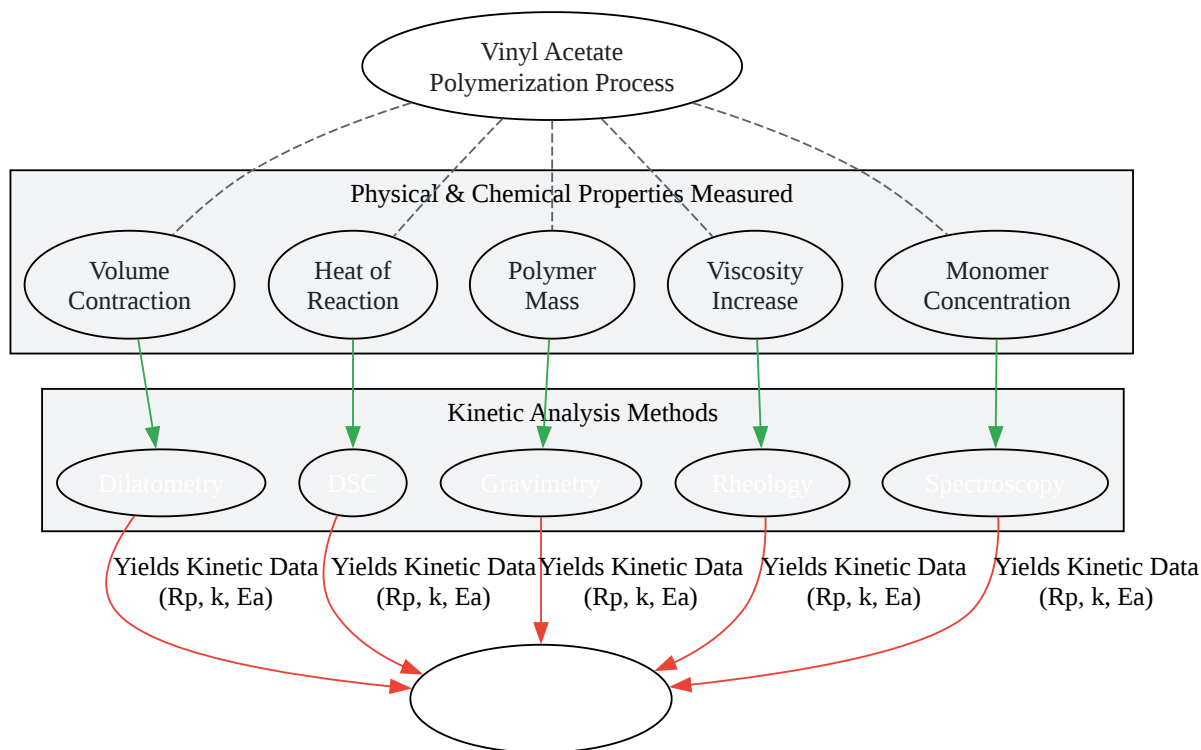 Vinyl Acetate
Polymerization Process
Physical & Chemical Properties Measured
Volume
Contraction
Heat of
Reaction
Polymer
Mass
Viscosity
Increase
Monomer
Concentration
Kinetic Analysis Methods
Dilatometry
DSC
Gravimetry
Rheology
Spectroscopy
Yields Kinetic Data
(Rp, k, Ea)
Yields Kinetic Data
(Rp, k, Ea)
Yields Kinetic Data
(Rp, k, Ea)
Yields Kinetic Data
(Rp, k, Ea)
Yields Kinetic Data
(Rp, k, Ea)